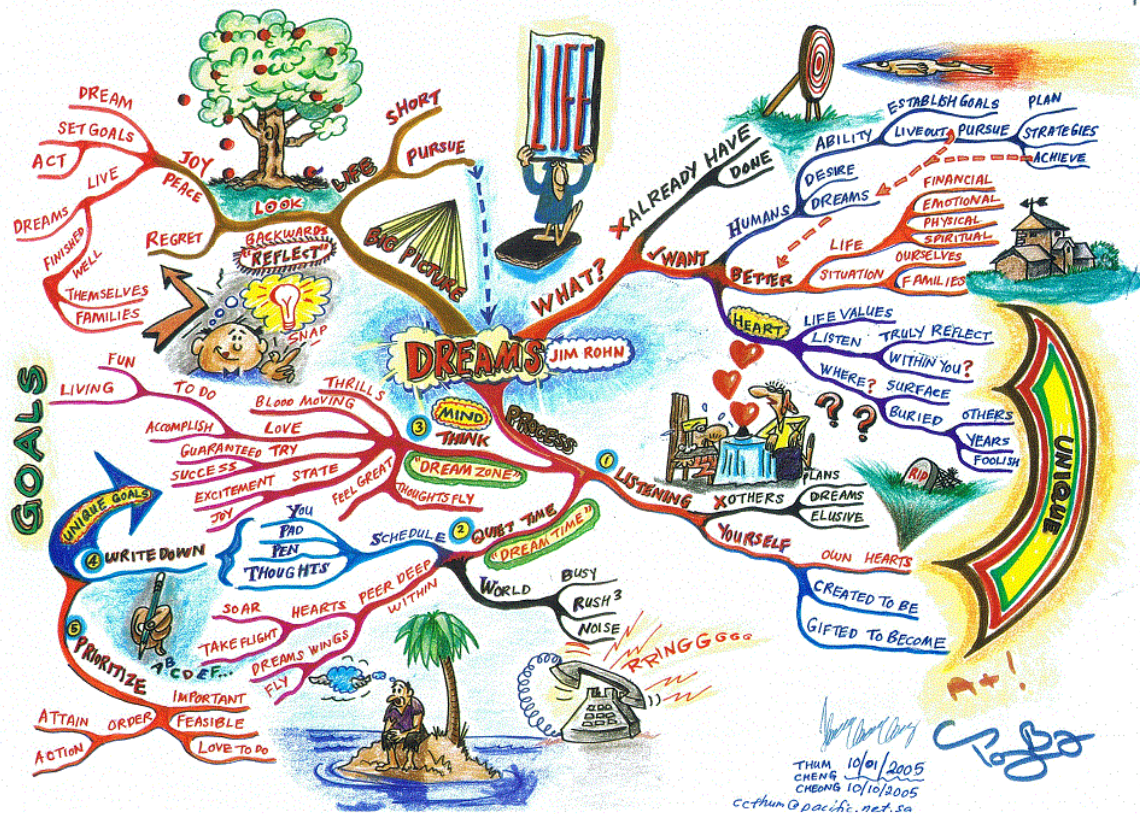 DREAMS
JIM ROHN
BIG PICTURE
LIFE
SHORT
PURSUE
LOOK
BACKWARDS
"REFLECT"
JOY
PEACE
DREAM
SET GOALS
ACT
LIVE
DREAMS
FINISHED
WELL
THEMSELVES
FAMILIES
REGRET
SNAP
LIFE
WHAT?
X ALREADY HAVE
DONE
√ WANT
HUMANS
ABILITY
ESTABLISH GOALS
LIVE OUT
PURSUE
PLAN
STRATEGIES
ACHIEVE
DESIRE
DREAMS
BETTER
LIFE
FINANCIAL
EMOTIONAL
PHYSICAL
SPIRITUAL
SITUATION
OURSELVES
FAMILIES
HEART
LIFE VALUES
LISTEN
TRULY REFLECT
WITHIN YOU?
WHERE?
SURFACE
BURIED
OTHERS
YEARS
FOOLISH
UNIQUE
PROCESS
1 LISTENING
X OTHERS
PLANS
DREAMS
ELUSIVE
YOURSELF
OWN HEARTS
CREATED TO BE
GIFTED TO BECOME
??
RIP
2 QUIET TIME
"DREAM TIME"
SCHEDULE
YOU
PAD
PEN
THOUGHTS
PEER DEEP
WITHIN
HEARTS
SOAR
TAKE FLIGHT
DREAMS WINGS
FLY
WORLD
BUSY
RUSH³
NOISE
RRINGGGGG
3 MIND
THINK
"DREAM ZONE"
THRILLS
BLOOD MOVING
LOVE
TO DO
FUN
LIVING
ACCOMPLISH
TRY
GUARANTEED
SUCCESS
STATE
EXCITEMENT
JOY
FEEL GREAT
THOUGHTS FLY
GOALS
UNIQUE GOALS
4 WRITE DOWN
A B C D E F...
5 PRIORITIZE
ORDER
ATTAIN
ACTION
IMPORTANT
FEASIBLE
LOVE TO DO
A+!
THUM 10/01/2005
CHENG
CHEONG 10/10/2005
ccthum@pacific.net.sg